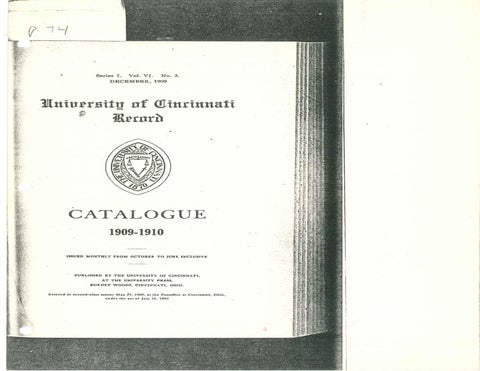 P 74
Series I. Vol. VI. No. 3.
DECEMBER, 1909
University of Cincinnati
Record
CATALOGUE
1909-1910
ISSUED MONTHLY FROM OCTOBER TO JUNE INCLUSIVE
PUBLISHED BY THE UNIVERSITY OF CINCINNATI,
AT THE UNIVERSITY PRESS,
BURNET WOODS, CINCINNATI, OHIO.
Entered as second-class matter May 21, 1909, at the Postoffice at Cincinnati, Ohio,
under the act of July 16, 1894